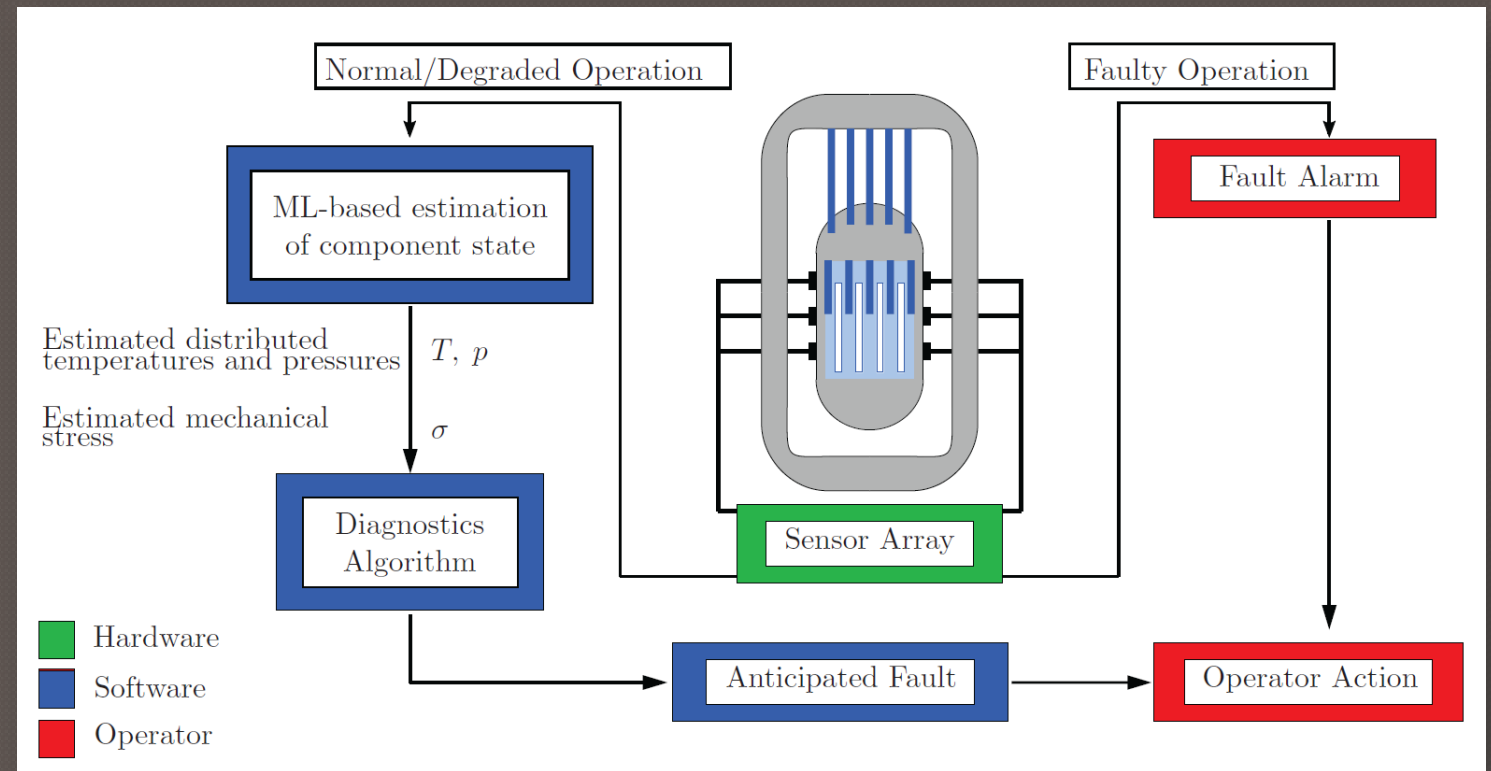 Normal/Degraded Operation
Faulty Operation
ML-based estimation
of component state
Fault Alarm
Estimated distributed
temperatures and pressures
T, p
Estimated mechanical
stress
σ
Diagnostics
Algorithm
Sensor Array
Hardware
Software
Operator
Anticipated Fault
Operator Action